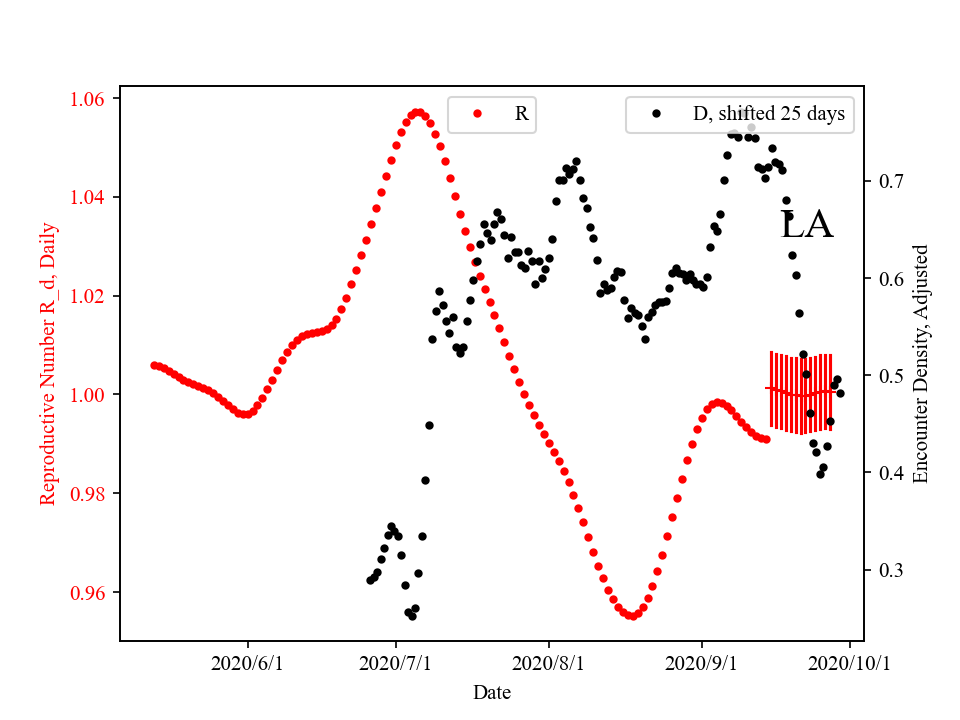 R
D, shifted 25 days
LA
Reproductive Number R_d, Daily
1.06
1.04
1.02
1.00
0.98
0.96
0.7
0.6
0.5
0.4
0.3
Encounter Density, Adjusted
2020/6/1
2020/7/1
2020/8/1
2020/9/1
2020/10/1
Date